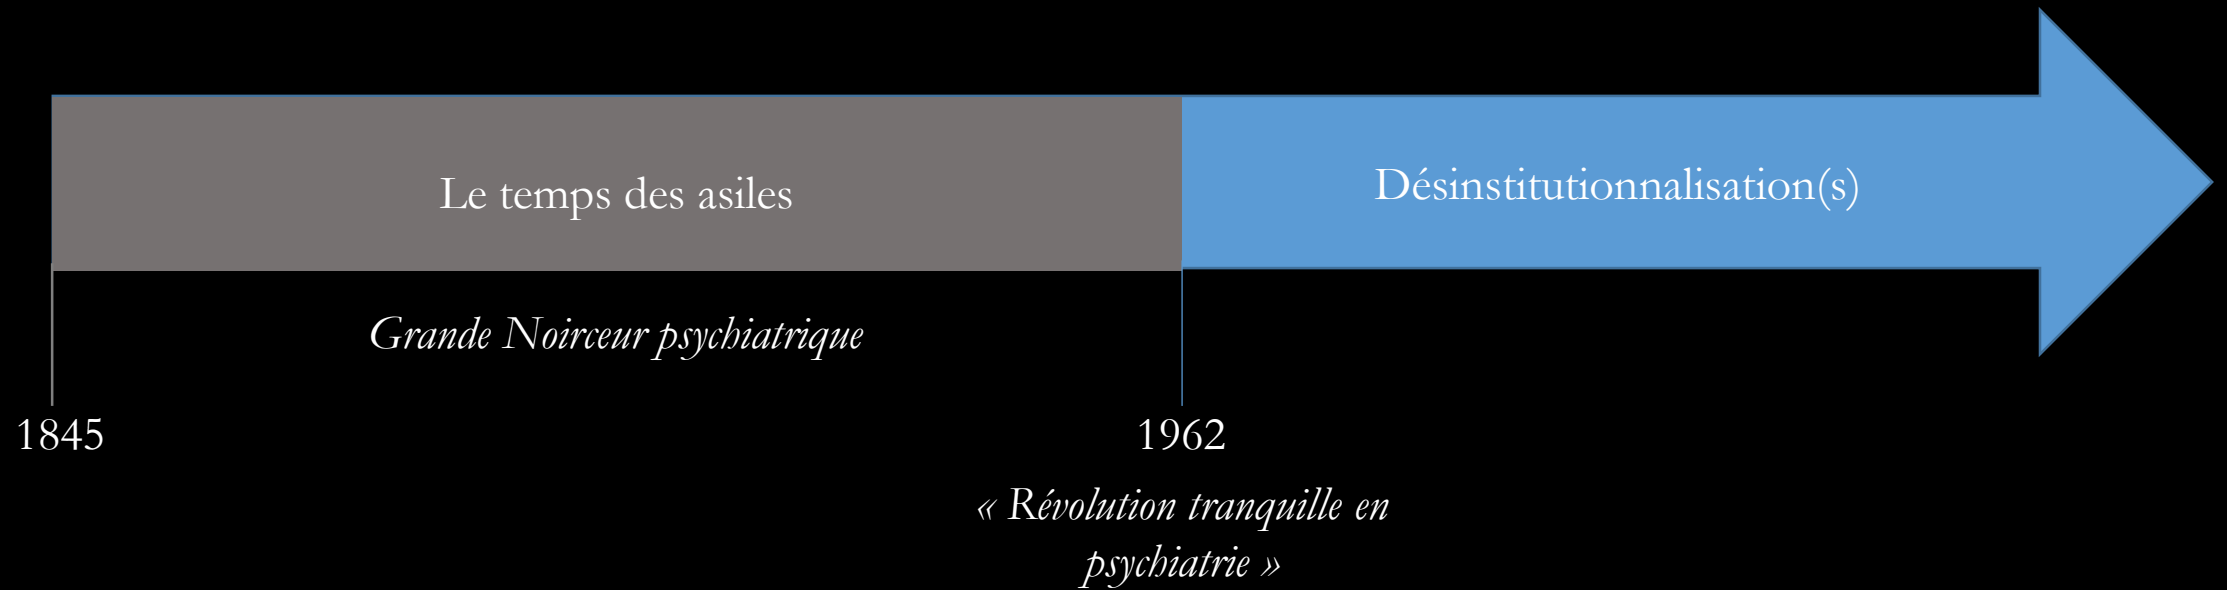 Le temps des asiles
Désinstitutionnalisation(s)
Grande Noirceur psychiatrique
1845
1962
« Révolution tranquille en
psychiatrie »